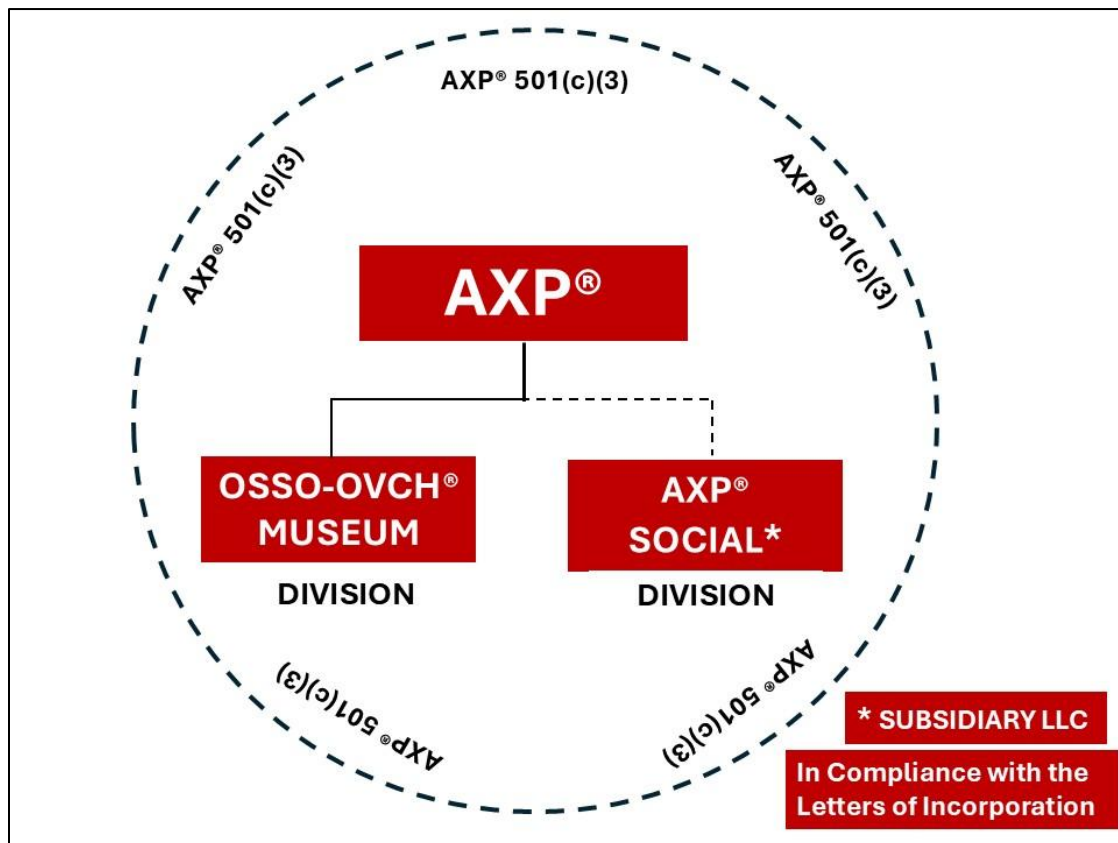 AXP® 501(c)(3)
AXP® 501(c)(3)
AXP® 501(c)(3)
AXP®
OSSO-OVCH®
MUSEUM
DIVISION
AXP®
SOCIAL*
DIVISION
AXP® 501(c)(3)
AXP® 501(c)(3)
* SUBSIDIARY LLC
In Compliance with the
Letters of Incorporation